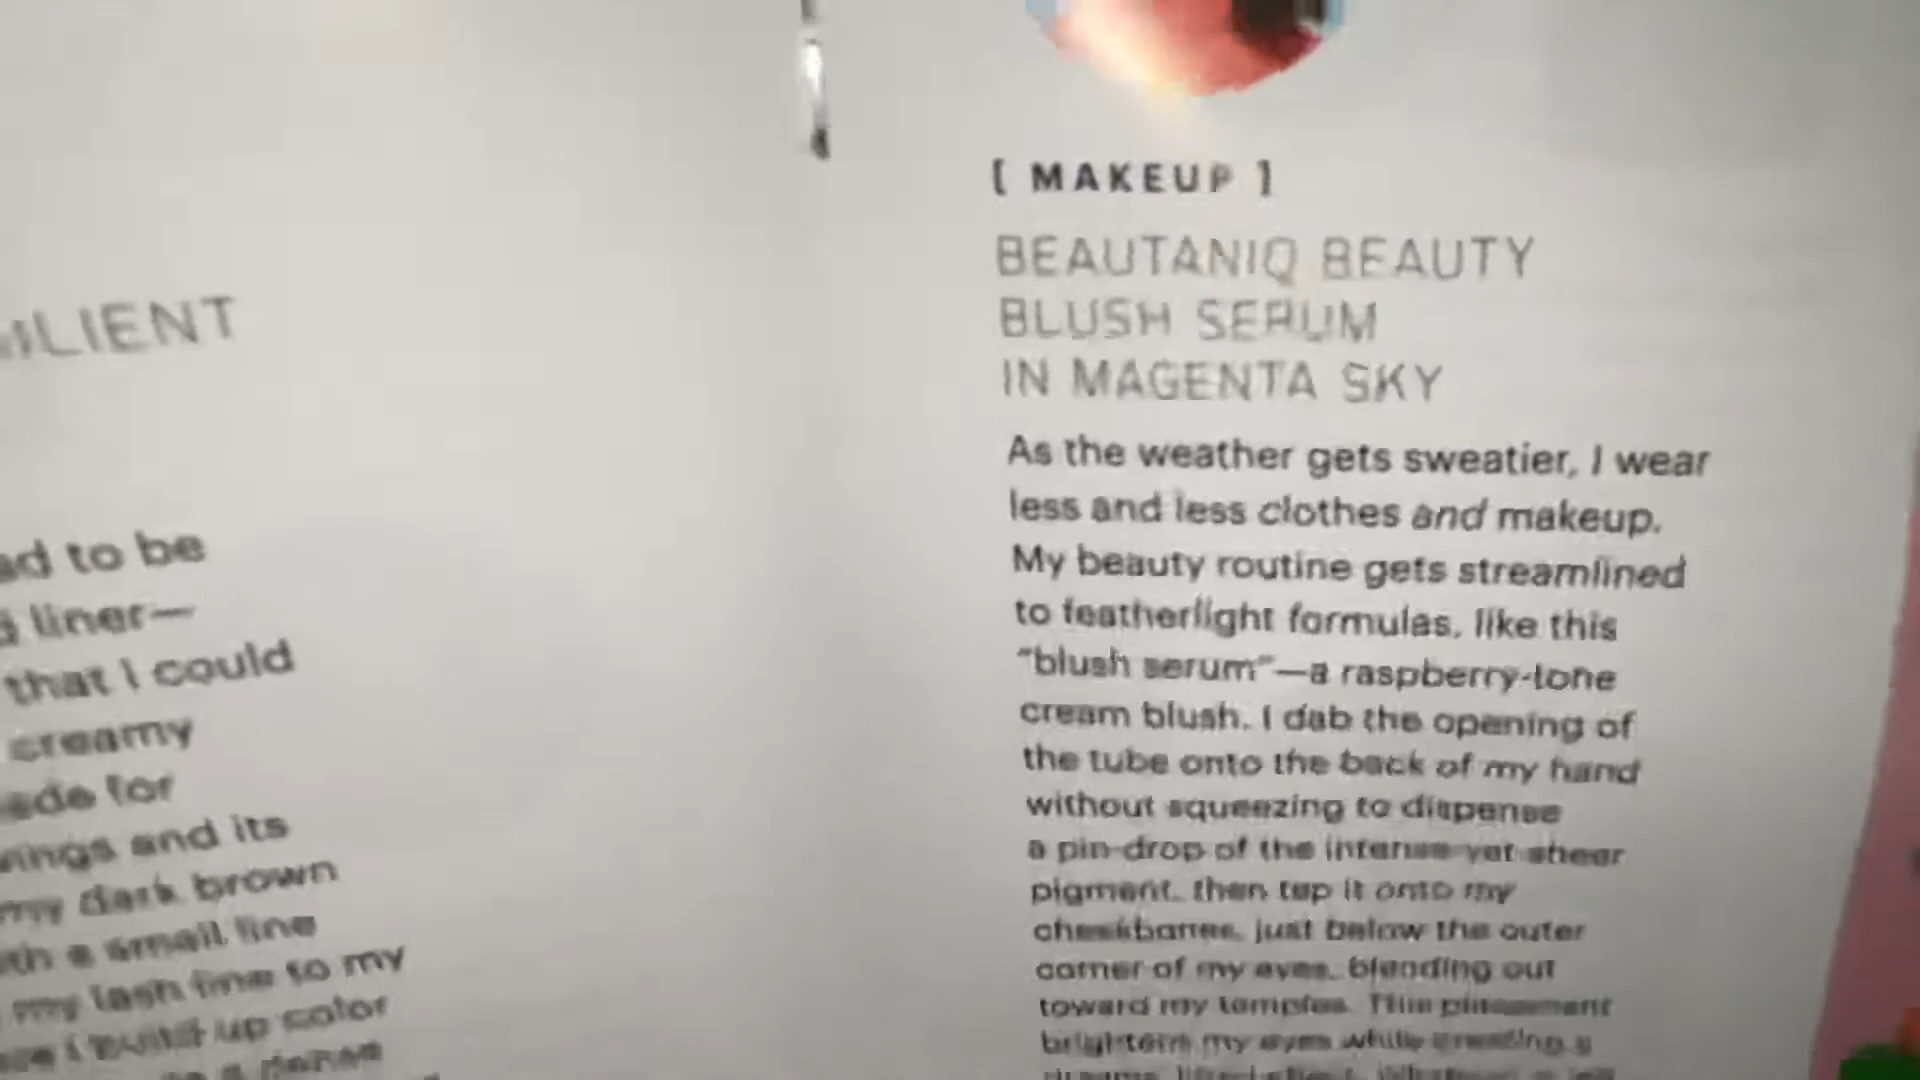 ILIENT
to be
liner—
that I could
creamy
for
and its
my dark brown
a small line
my lash line to my
up color
[ MAKEUP ]
BEAUTANIQ BEAUTY
BLUSH SERUM
IN MAGENTA SKY
As the weather gets sweatier, I wear
less and less clothes and makeup.
My beauty routine gets streamlined
to featherlight formulas, like this
“blush serum”—a raspberry-tone
cream blush. I dab the opening of
the tube onto the back of my hand
without squeezing to dispense
a pin-drop of the intense yet sheer
pigment, then tap it onto my
cheekbones, just below the outer
corner of my eyes, blending out
toward my temples. This placement
brightens my eyes while creating a